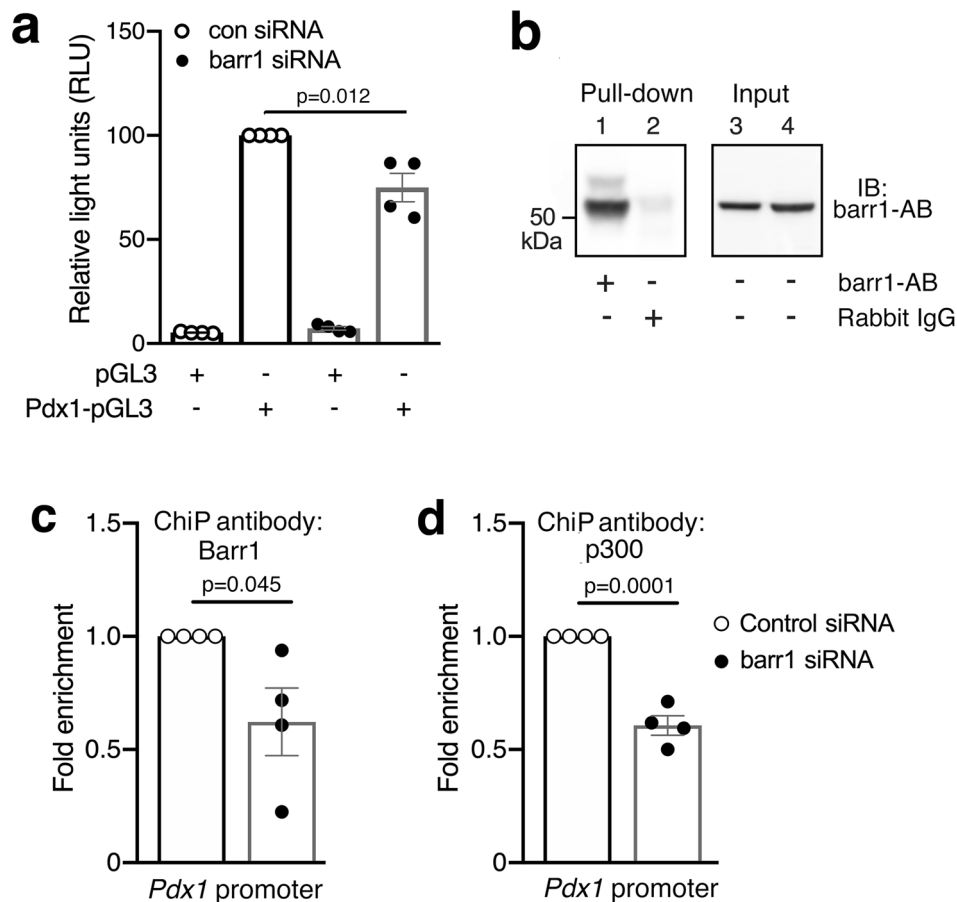 a
con siRNA
barr1 siRNA
Relative light units (RLU)
150
100
50
0
p=0.012
pGL3 + - + -
Pdx1-pGL3 - + - +
b
Pull-down Input
1 2 3 4
50
kDa
IB:
barr1-AB
+ - - - barr1-AB
- + - - Rabbit IgG
c
Fold enrichment
1.5
1.0
0.5
0
ChiP antibody:
Barr1
p=0.045
Pdx1 promoter
d
Fold enrichment
1.5
1.0
0.5
0
ChiP antibody:
p300
p=0.0001
Control siRNA
barr1 siRNA
Pdx1 promoter